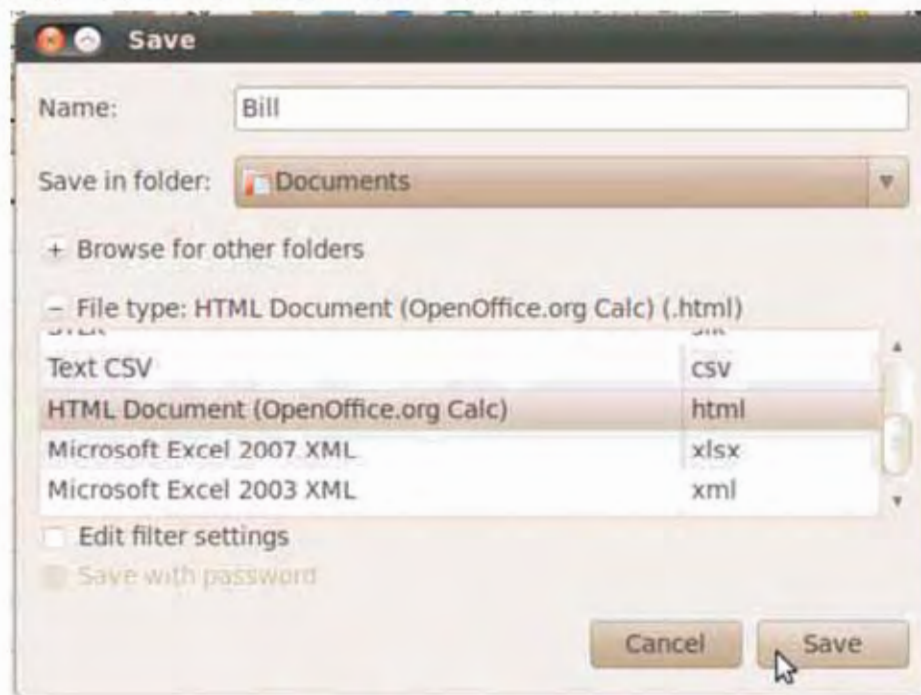 Save
Name: Bill
Save in folder: Documents
+ Browse for other folders
− File type: HTML Document (OpenOffice.org Calc) (.html)
Text CSV csv
HTML Document (OpenOffice.org Calc) html
Microsoft Excel 2007 XML xlsx
Microsoft Excel 2003 XML xml
Edit filter settings
Save with password
Cancel Save